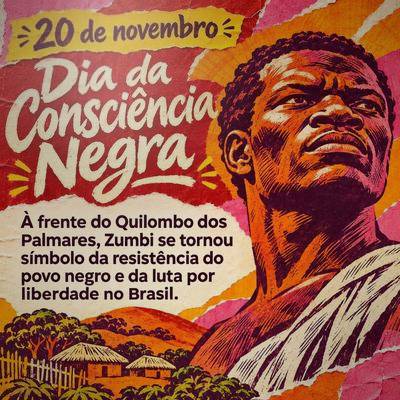 20 de novembro
Dia da
Consciência
Negra
À frente do Quilombo dos
Palmares, Zumbi se tornou
símbolo da resistência do
povo negro e da luta por
liberdade no Brasil.